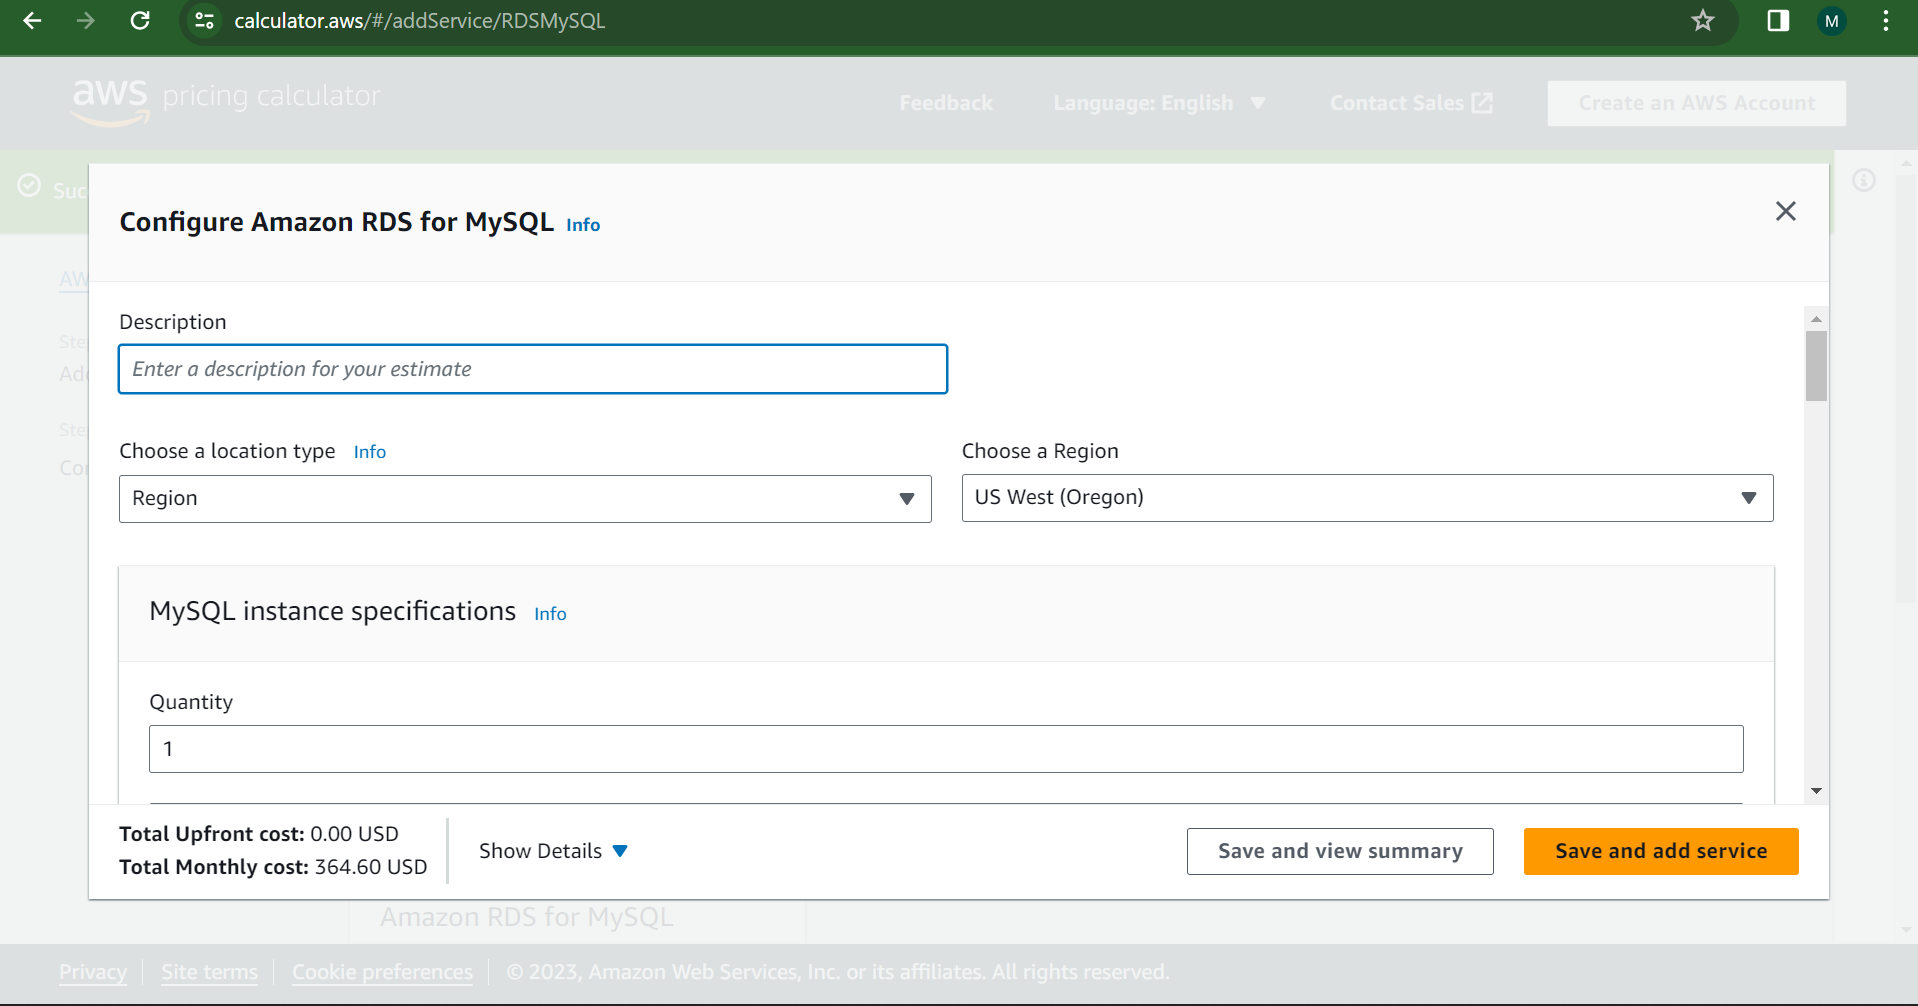 calculator.aws/#/addService/RDSMySQL
M
aws pricing calculator
Feedback
Language: English
Contact Sales
Create an AWS Account
Suc
Configure Amazon RDS for MySQL Info
AW
Description
Ste
Enter a description for your estimate
Add
Ste
Choose a location type Info
Choose a Region
Cor
Region
US West (Oregon)
MySQL instance specifications Info
Quantity
1
Total Upfront cost: 0.00 USD
Total Monthly cost: 364.60 USD
Show Details
Save and view summary
Save and add service
Amazon RDS for MySQL
Privacy
Site terms
Cookie preferences
© 2023, Amazon Web Services, Inc. or its affiliates. All rights reserved.